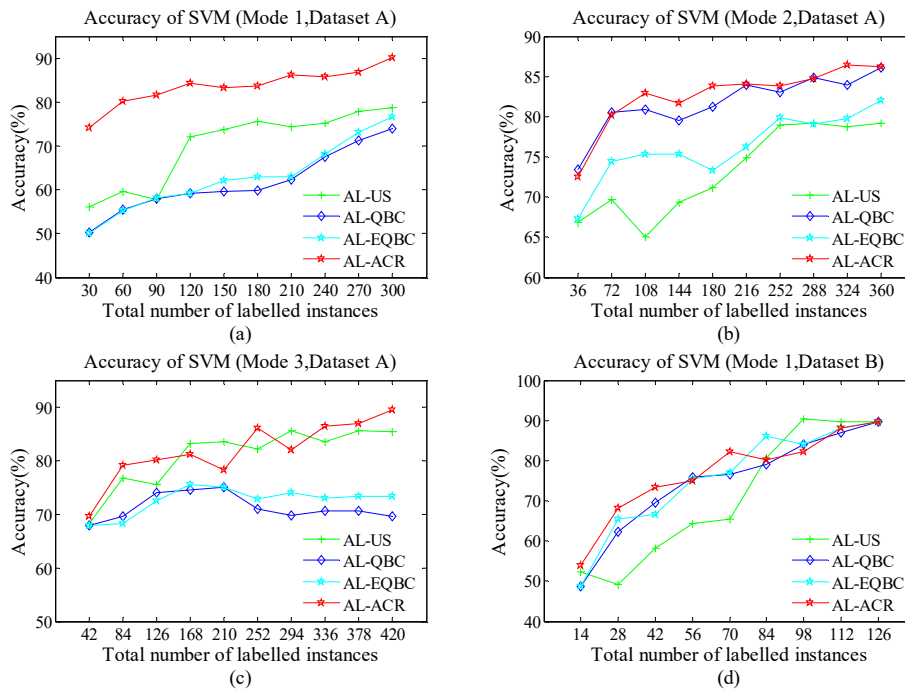 Accuracy of SVM (Mode 1,Dataset A)
90
80
70
60
50
40
Accuracy(%)
AL-US
AL-QBC
AL-EQBC
AL-ACR
30 60 90 120 150 180 210 240 270 300
Total number of labelled instances
(a)
Accuracy of SVM (Mode 2,Dataset A)
90
85
80
75
70
65
60
Accuracy(%)
AL-US
AL-QBC
AL-EQBC
AL-ACR
36 72 108 144 180 216 252 288 324 360
Total number of labelled instances
(b)
Accuracy of SVM (Mode 3,Dataset A)
90
80
70
60
50
Accuracy(%)
AL-US
AL-QBC
AL-EQBC
AL-ACR
42 84 126 168 210 252 294 336 378 420
Total number of labelled instances
(c)
Accuracy of SVM (Mode 1,Dataset B)
100
90
80
70
60
50
40
Accuracy(%)
AL-US
AL-QBC
AL-EQBC
AL-ACR
14 28 42 56 70 84 98 112 126
Total number of labelled instances
(d)